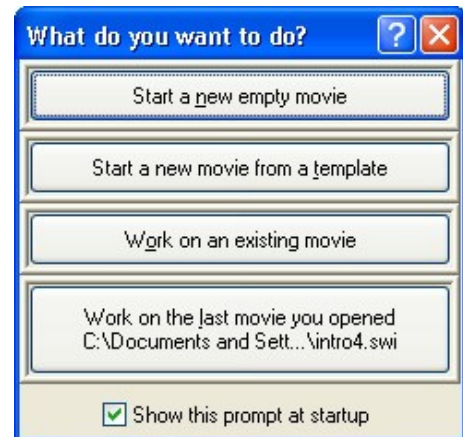 What do you want to do?
Start a new empty movie
Start a new movie from a template
Work on an existing movie
Work on the last movie you opened
C:\Documents and Sett...\intro4.swi
Show this prompt at startup